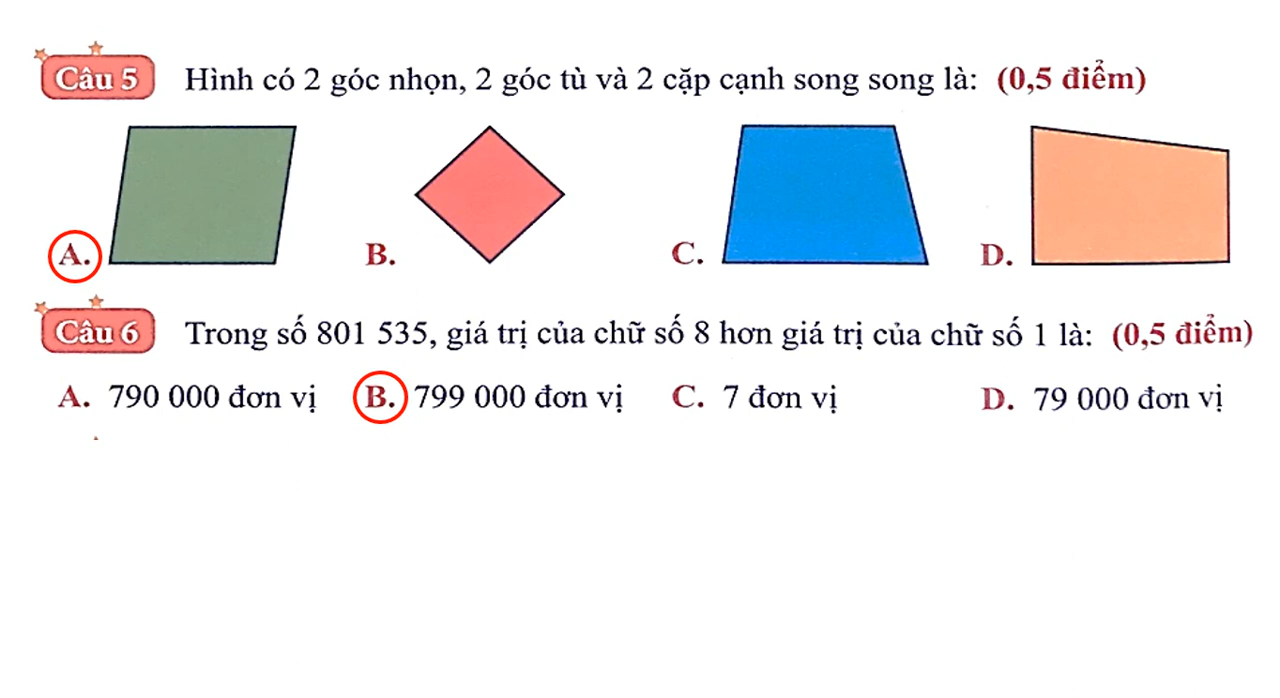 Câu 5 Hình có 2 góc nhọn, 2 góc tù và 2 cặp cạnh song song là: (0,5 điểm)
A. B. C. D.
Câu 6 Trong số 801 535, giá trị của chữ số 8 hơn giá trị của chữ số 1 là: (0,5 điểm)
A. 790 000 đơn vị B. 799 000 đơn vị C. 7 đơn vị D. 79 000 đơn vị